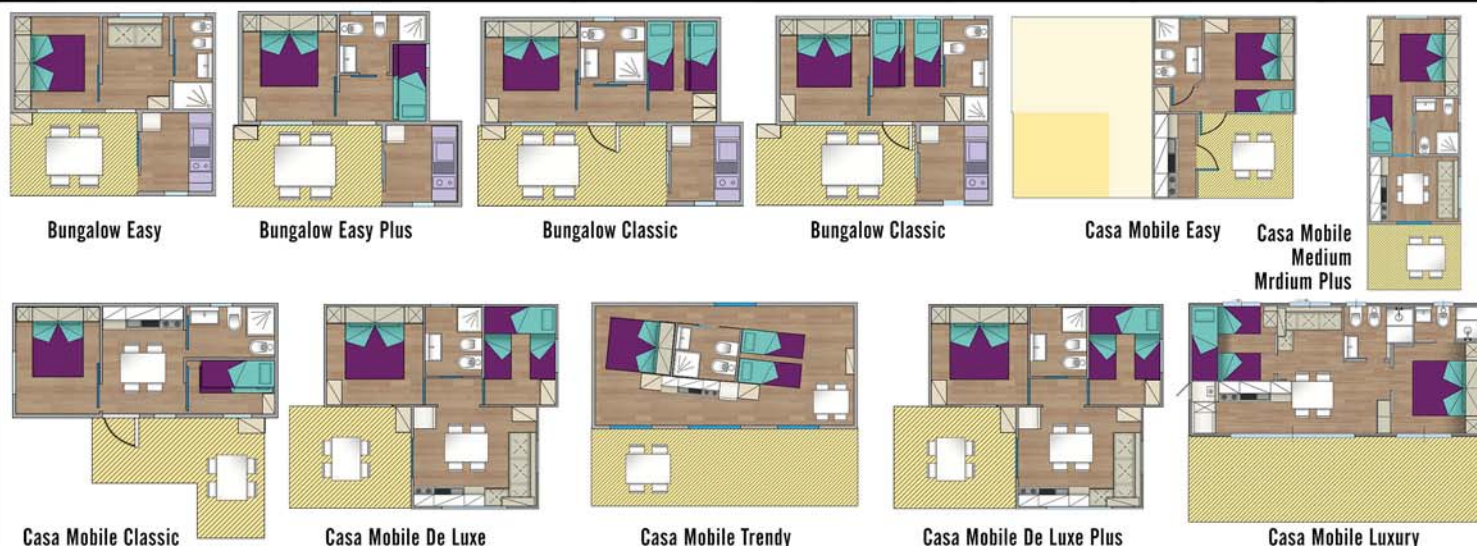 Bungalow Easy
Bungalow Easy Plus
Bungalow Classic
Bungalow Classic
Casa Mobile Easy
Casa Mobile
Medium
Mrdium Plus
Casa Mobile Classic
Casa Mobile De Luxe
Casa Mobile Trendy
Casa Mobile De Luxe Plus
Casa Mobile Luxury